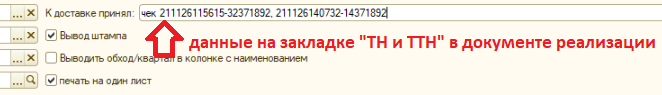 К доставке принял: чек 211126115615-32371892, 211126140732-14371892
Вывод штампа
данные на закладке "ТН и ТТН" в документе реализации
Выводить обход/квартал в колонке с наименованием
печать на один лист